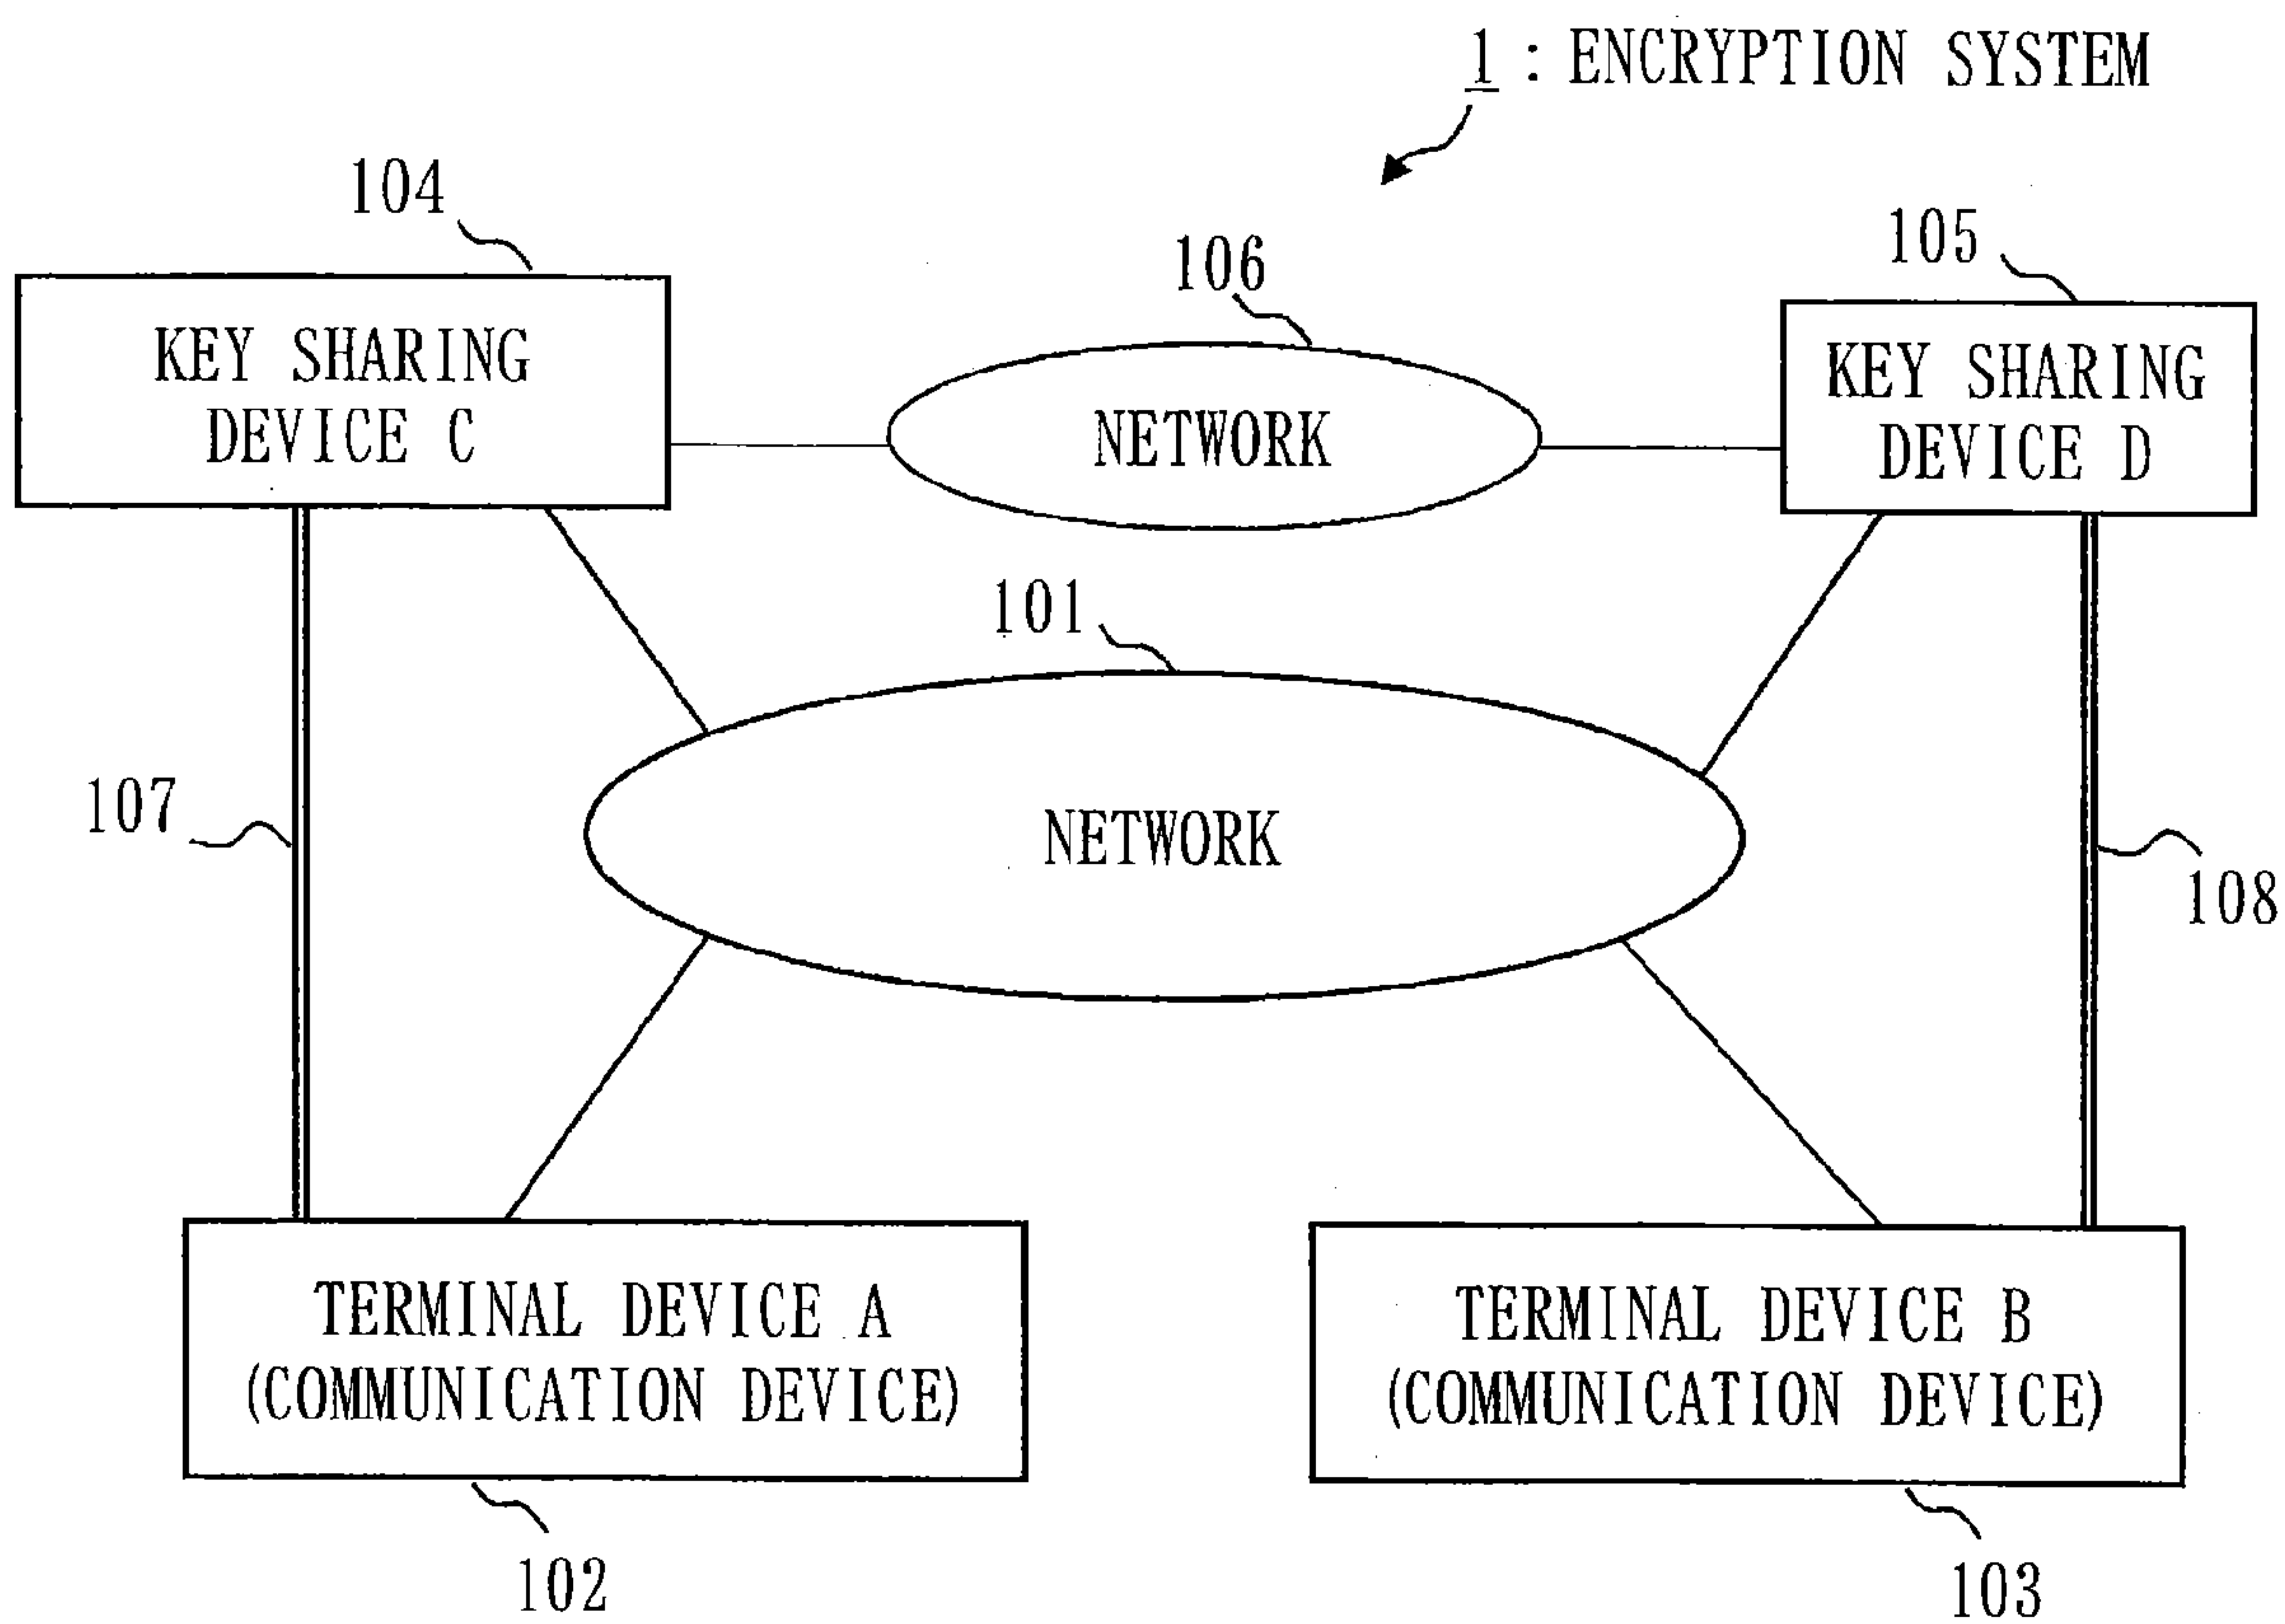 1 : ENCRYPTION SYSTEM
104
105
106
KEY SHARING
DEVICE C
NETWORK
KEY SHARING
DEVICE D
101
107
NETWORK
108
TERMINAL DEVICE A
(COMMUNICATION DEVICE)
TERMINAL DEVICE B
(COMMUNICATION DEVICE)
102
103